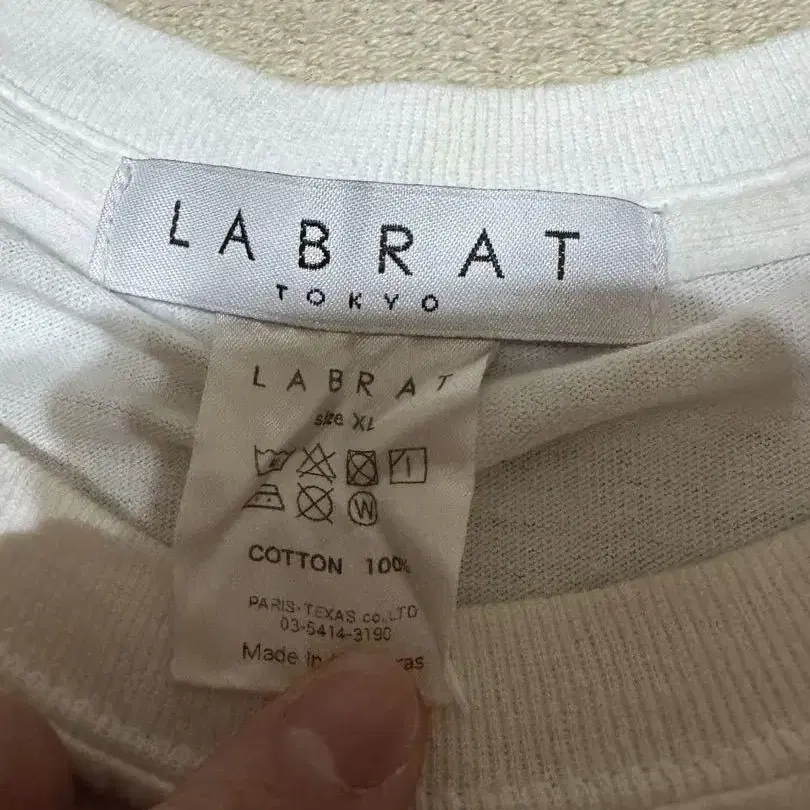 LABRAT
TOKYO
LABRAT
size XL
W
COTTON 100%
PARIS·TEXAS co.,LTD
03-5414-3190
Made in